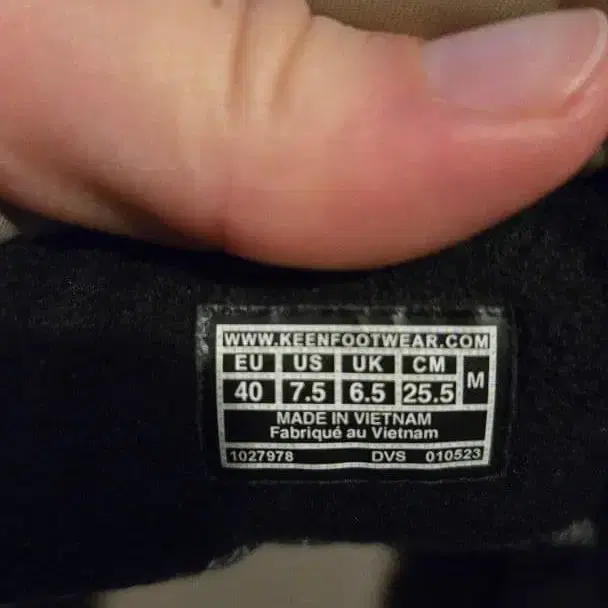 WWW.KEENFOOTWEAR.COM
EU US UK CM M
40 7.5 6.5 25.5
MADE IN VIETNAM
Fabriqué au Vietnam
1027978 DVS 010523